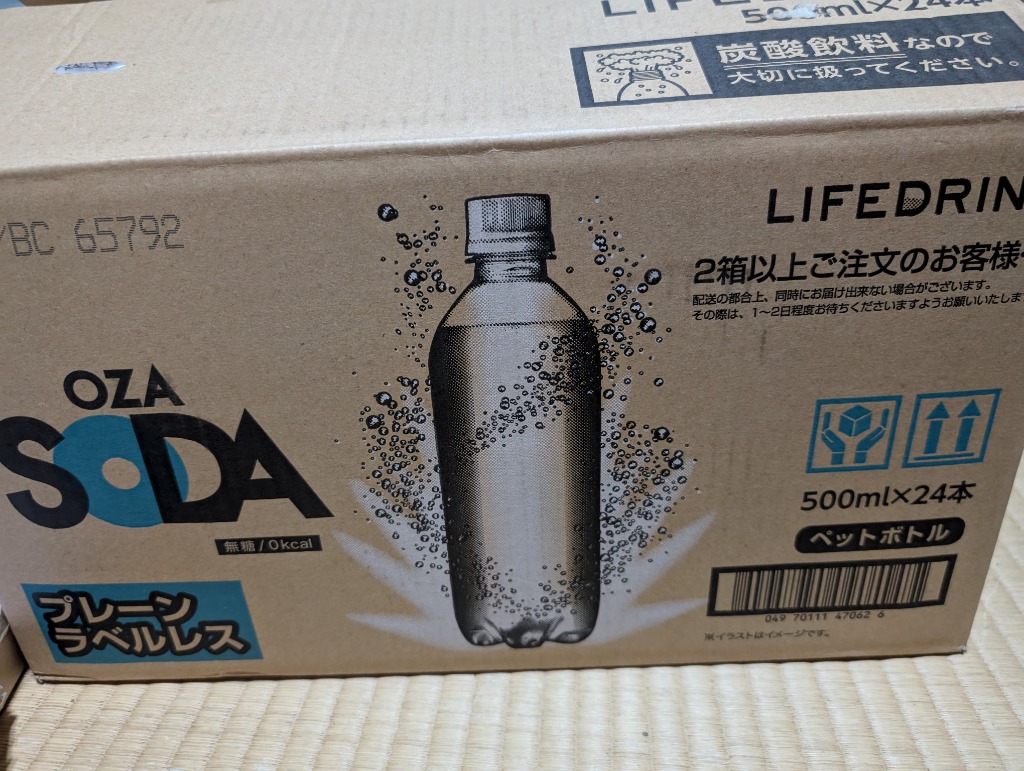 500ml×24本
炭酸飲料なので
大切に扱ってください。
BC 65792
LIFEDRIN
2箱以上ご注文のお客様
配送の都合上、同時にお届け出来ない場合がございます。
その際は、1〜2日程度お待ちくださいますようお願いいたしま
OZA
SODA
無糖/0kcal
プレーン
ラベルレス
500ml×24本
ペットボトル
049 70111 47062 6
※イラストはイメージです。